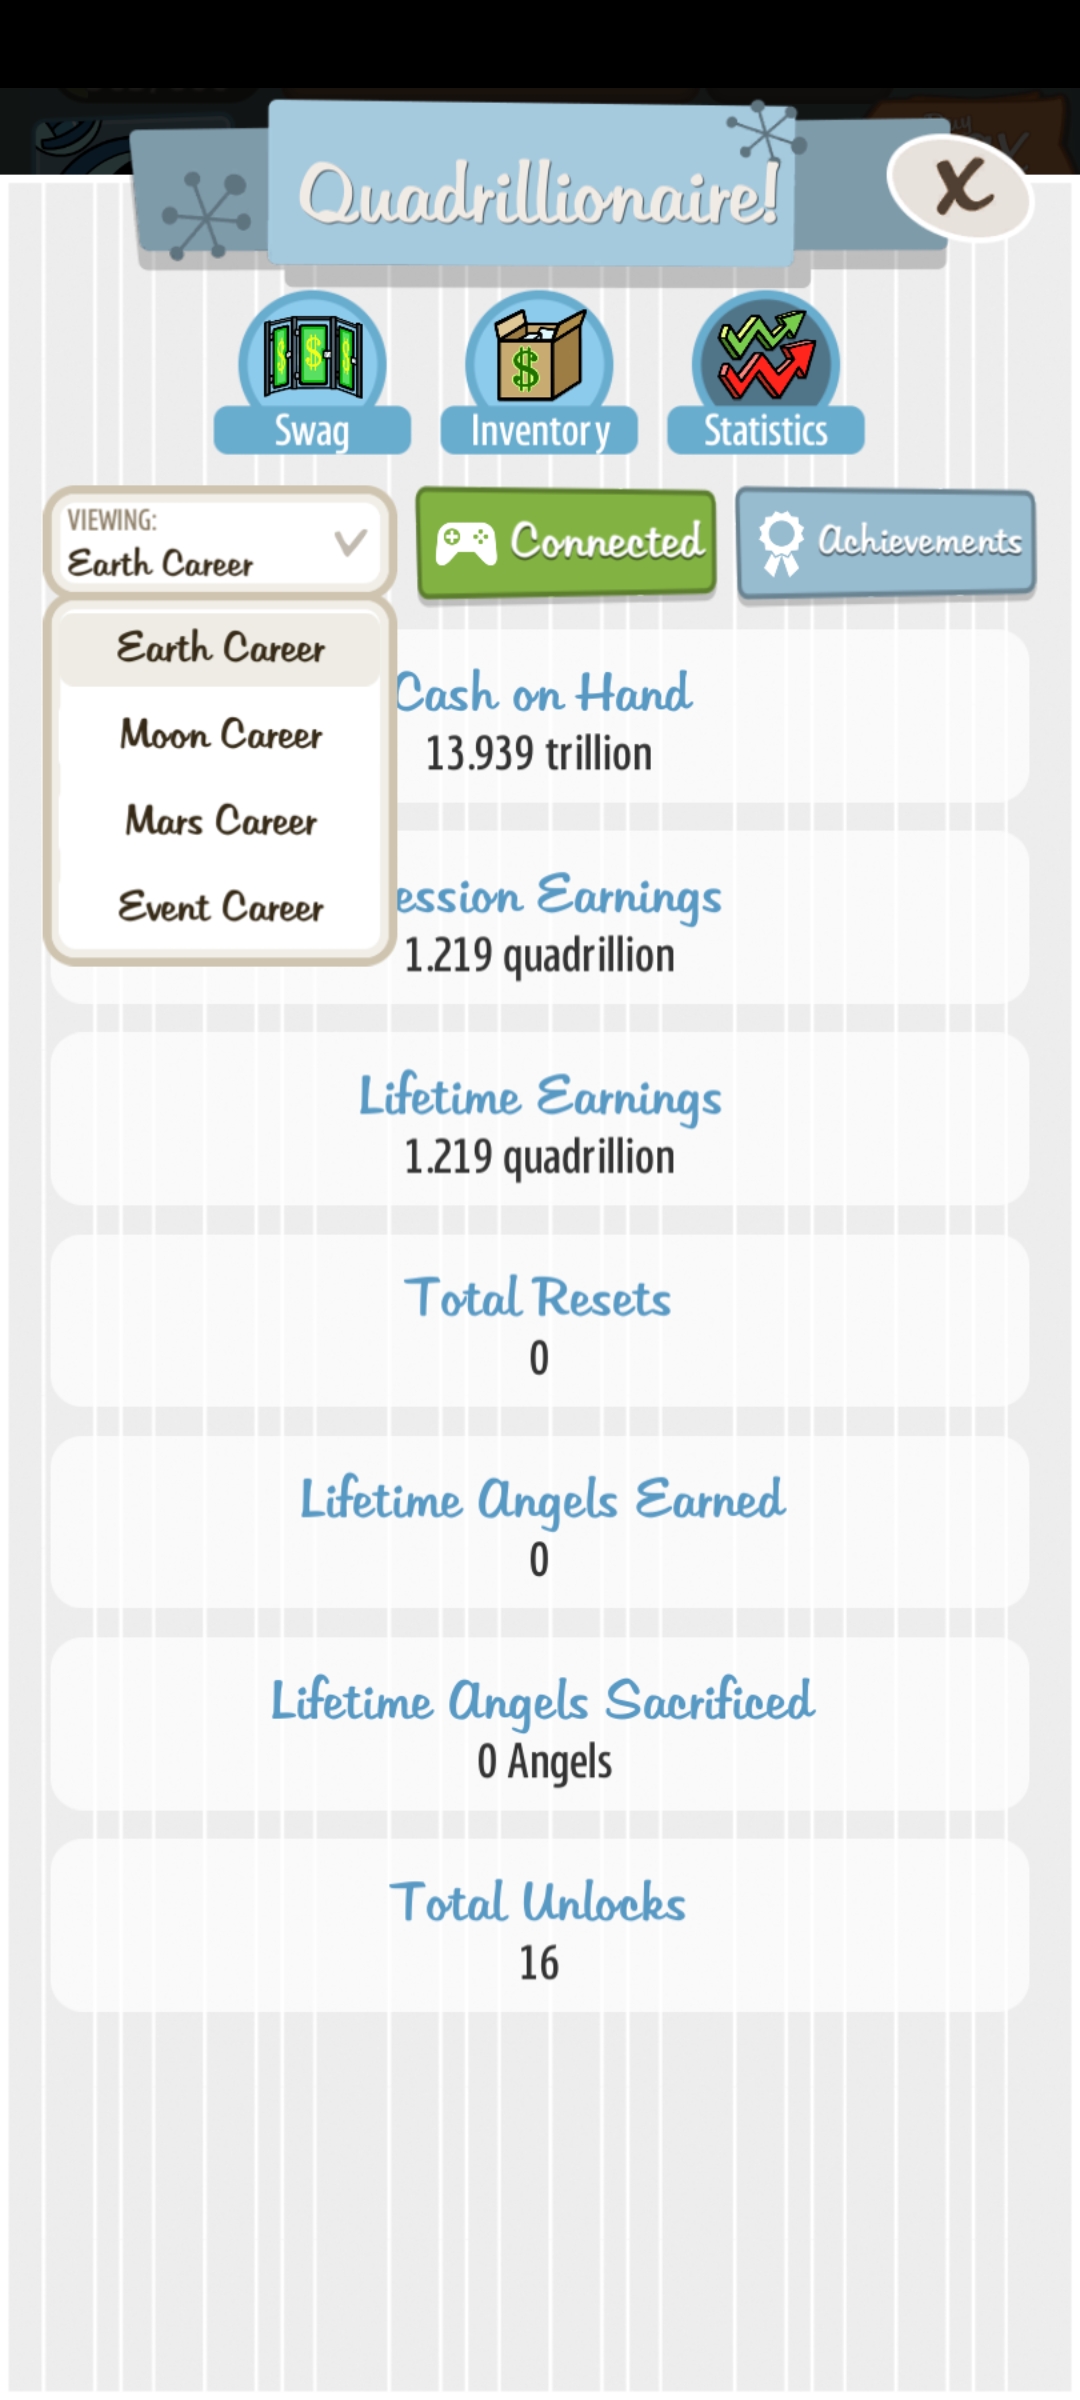 Quadrillionaire!
X
Swag
Inventory
Statistics
VIEWING:
Earth Career
Connected
Achievements
Earth Career
Moon Career
Mars Career
Event Career
Cash on Hand
13.939 trillion
ession Earnings
1.219 quadrillion
Lifetime Earnings
1.219 quadrillion
Total Resets
0
Lifetime Angels Earned
0
Lifetime Angels Sacrificed
0 Angels
Total Unlocks
16